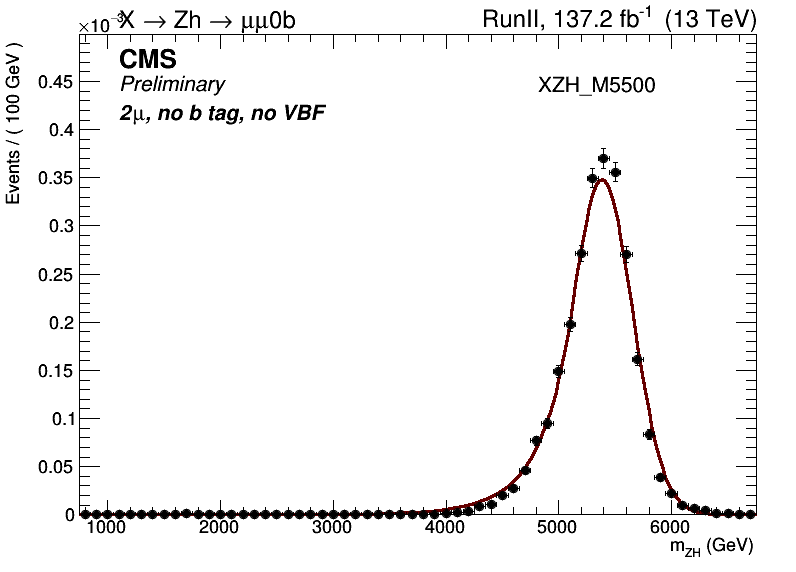 ×10⁻³ X → Zh → μμ0b RunII, 137.2 fb⁻¹ (13 TeV)
CMS
Preliminary
2μ, no b tag, no VBF
XZH_M5500
Events / ( 100 GeV )
0.45
0.4
0.35
0.3
0.25
0.2
0.15
0.1
0.05
0
1000 2000 3000 4000 5000 6000
m_ZH (GeV)